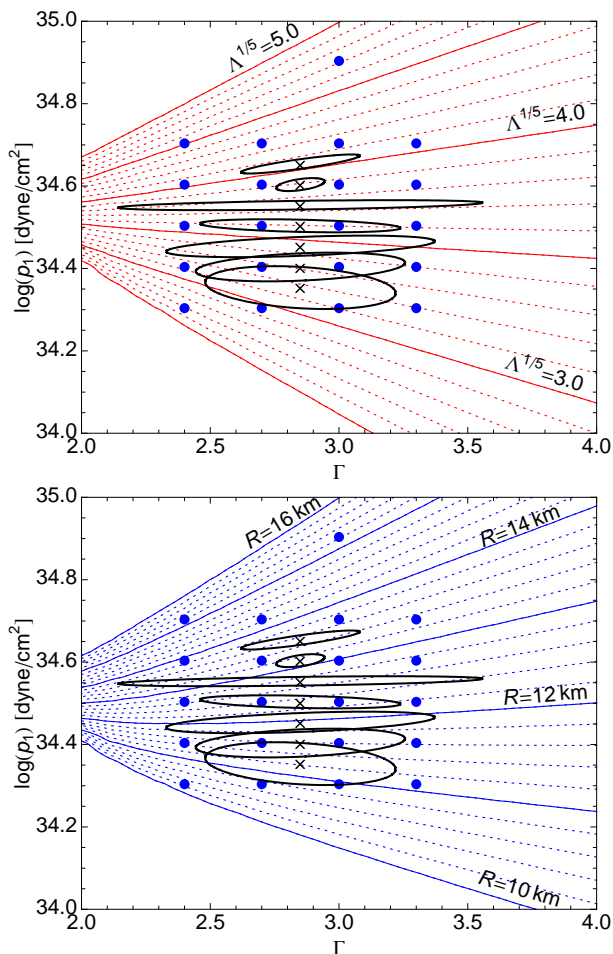 35.0
34.8
34.6
34.4
34.2
34.0
log(p₁) [dyne/cm²]
Λ^1/5=5.0
Λ^1/5=4.0
Λ^1/5=3.0
2.0 2.5 3.0 3.5 4.0
Γ
35.0
34.8
34.6
34.4
34.2
34.0
log(p₁) [dyne/cm²]
R=16 km
R=14 km
R=12 km
R=10 km
2.0 2.5 3.0 3.5 4.0
Γ